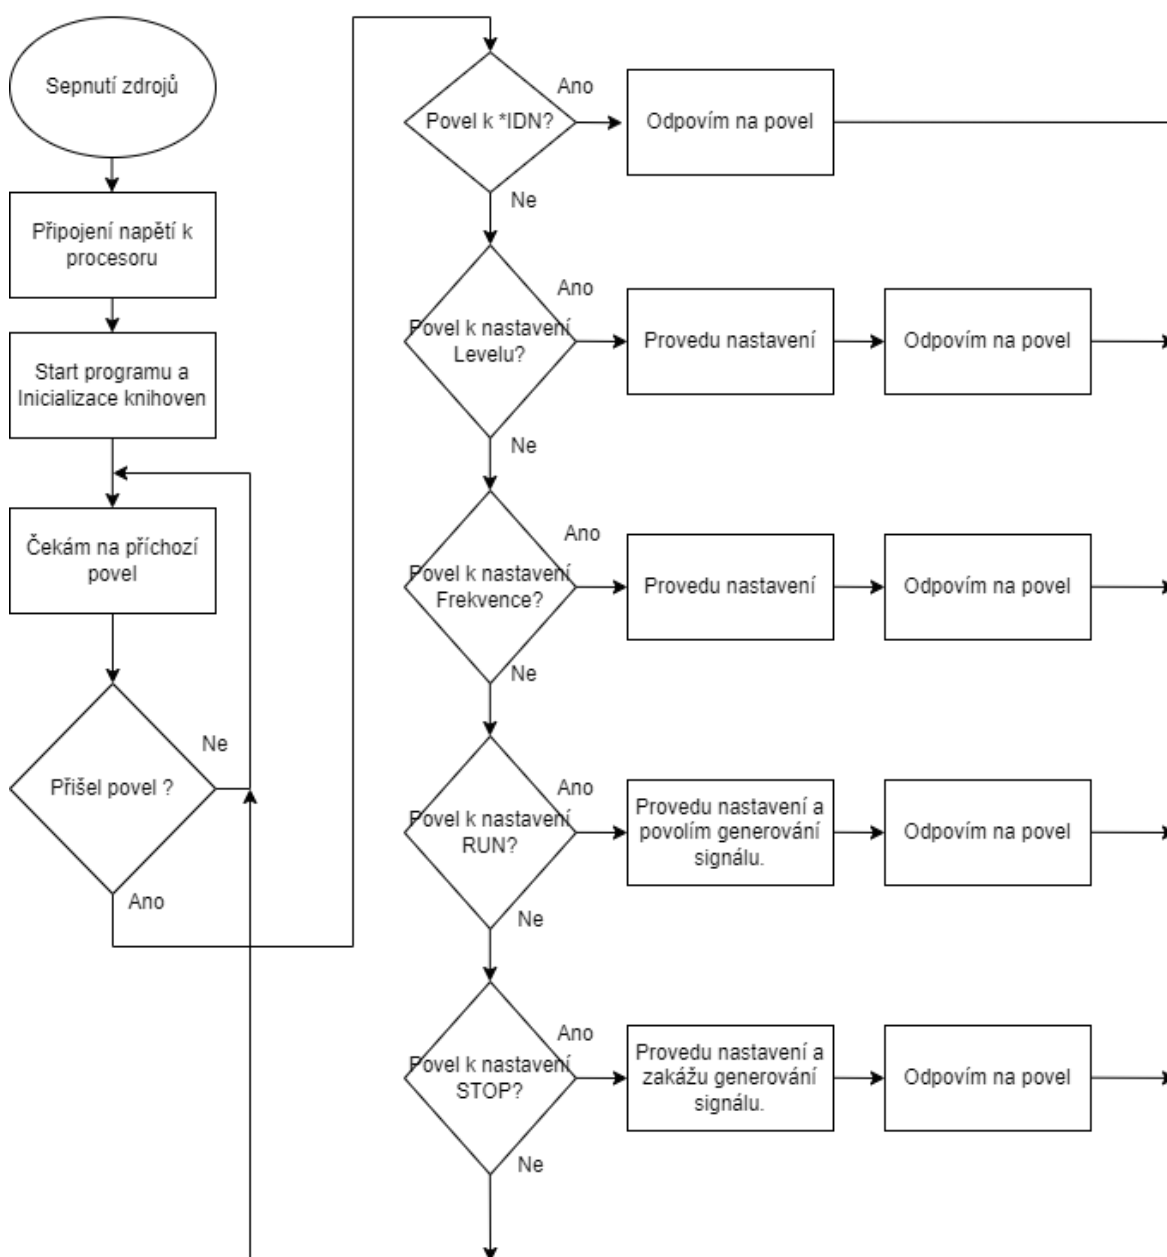 Sepnutí zdrojů
Připojení napětí k
procesoru
Start programu a
Inicializace knihoven
Čekám na příchozí
povel
Přišel povel ?
Ne
Ano
Povel k *IDN?
Ano
Odpovím na povel
Ne
Povel k nastavení
Levelu?
Ano
Provedu nastavení
Odpovím na povel
Ne
Povel k nastavení
Frekvence?
Ano
Provedu nastavení
Odpovím na povel
Ne
Povel k nastavení
RUN?
Ano
Provedu nastavení a
povolím generování
signálu.
Odpovím na povel
Ne
Povel k nastavení
STOP?
Ano
Provedu nastavení a
zakážu generování
signálu.
Odpovím na povel
Ne